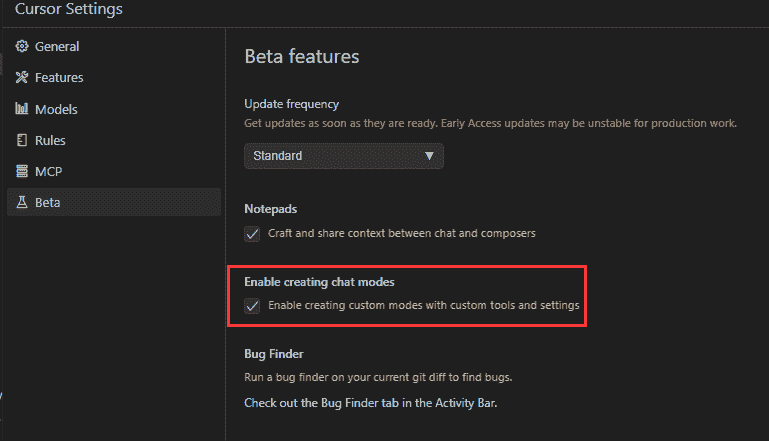 Cursor Settings
General
Features
Models
Rules
MCP
Beta
Beta features
Update frequency
Get updates as soon as they are ready. Early Access updates may be unstable for production work.
Standard
Notepads
Craft and share context between chat and composers
Enable creating chat modes
Enable creating custom modes with custom tools and settings
Bug Finder
Run a bug finder on your current git diff to find bugs.
Check out the Bug Finder tab in the Activity Bar.